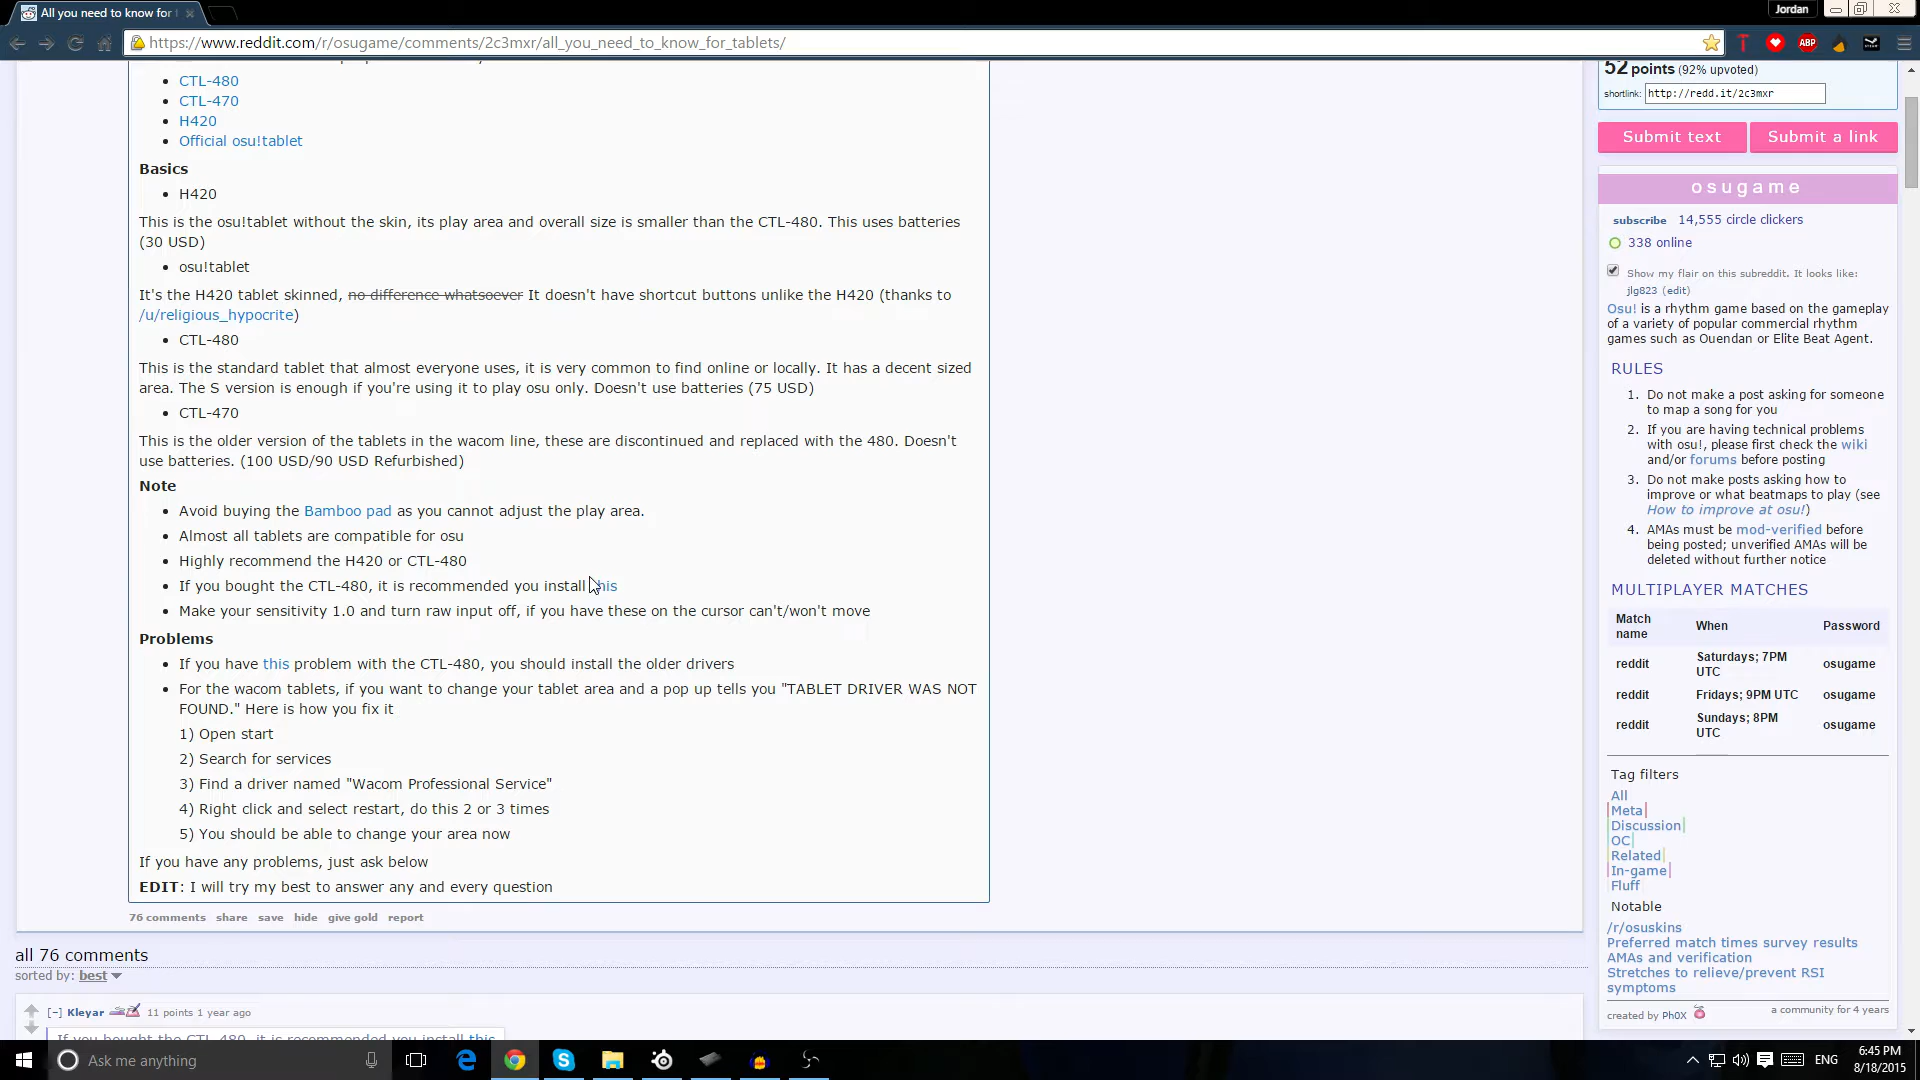 All you need to know for t
Jordan
https://www.reddit.com/r/osugame/comments/2c3mxr/all_you_need_to_know_for_tablets/
ABP
CTL-480
CTL-470
H420
Official osu!tablet
Basics
H420
This is the osu!tablet without the skin, its play area and overall size is smaller than the CTL-480. This uses batteries
(30 USD)
osu!tablet
It's the H420 tablet skinned, no difference whatsoever It doesn't have shortcut buttons unlike the H420 (thanks to
/u/religious_hypocrite)
CTL-480
This is the standard tablet that almost everyone uses, it is very common to find online or locally. It has a decent sized
area. The S version is enough if you're using it to play osu only. Doesn't use batteries (75 USD)
CTL-470
This is the older version of the tablets in the wacom line, these are discontinued and replaced with the 480. Doesn't
use batteries. (100 USD/90 USD Refurbished)
Note
Avoid buying the Bamboo pad as you cannot adjust the play area.
Almost all tablets are compatible for osu
Highly recommend the H420 or CTL-480
If you bought the CTL-480, it is recommended you install this
Make your sensitivity 1.0 and turn raw input off, if you have these on the cursor can't/won't move
Problems
If you have this problem with the CTL-480, you should install the older drivers
For the wacom tablets, if you want to change your tablet area and a pop up tells you "TABLET DRIVER WAS NOT
FOUND." Here is how you fix it
1) Open start
2) Search for services
3) Find a driver named "Wacom Professional Service"
4) Right click and select restart, do this 2 or 3 times
5) You should be able to change your area now
If you have any problems, just ask below
EDIT: I will try my best to answer any and every question
76 comments share save hide give gold report
all 76 comments
sorted by: best
[–] Kleyar 11 points 1 year ago
If you bought the CTL-480, it is recommended you install this
52 points (92% upvoted)
shortlink: http://redd.it/2c3mxr
Submit text Submit a link
osugame
subscribe 14,555 circle clickers
338 online
Show my flair on this subreddit. It looks like:
jlg823 (edit)
Osu! is a rhythm game based on the gameplay
of a variety of popular commercial rhythm
games such as Ouendan or Elite Beat Agent.
RULES
1. Do not make a post asking for someone
to map a song for you
2. If you are having technical problems
with osu!, please first check the wiki
and/or forums before posting
3. Do not make posts asking how to
improve or what beatmaps to play (see
How to improve at osu!)
4. AMAs must be mod-verified before
being posted; unverified AMAs will be
deleted without further notice
MULTIPLAYER MATCHES
Match name When Password
reddit Saturdays; 7PM UTC osugame
reddit Fridays; 9PM UTC osugame
reddit Sundays; 8PM UTC osugame
Tag filters
All
Meta
Discussion
OC
Related
In-game
Fluff
Notable
/r/osuskins
Preferred match times survey results
AMAs and verification
Stretches to relieve/prevent RSI
symptoms
created by Ph0X a community for 4 years
Ask me anything
ENG
6:45 PM
8/18/2015